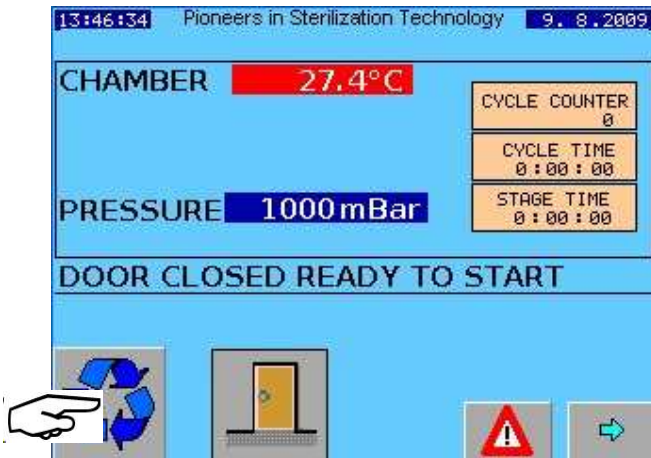 13:46:34 Pioneers in Sterilization Technology 9. 8.2009
CHAMBER 27.4°C
CYCLE COUNTER
0
CYCLE TIME
0:00:00
PRESSURE 1000mBar
STAGE TIME
0:00:00
DOOR CLOSED READY TO START